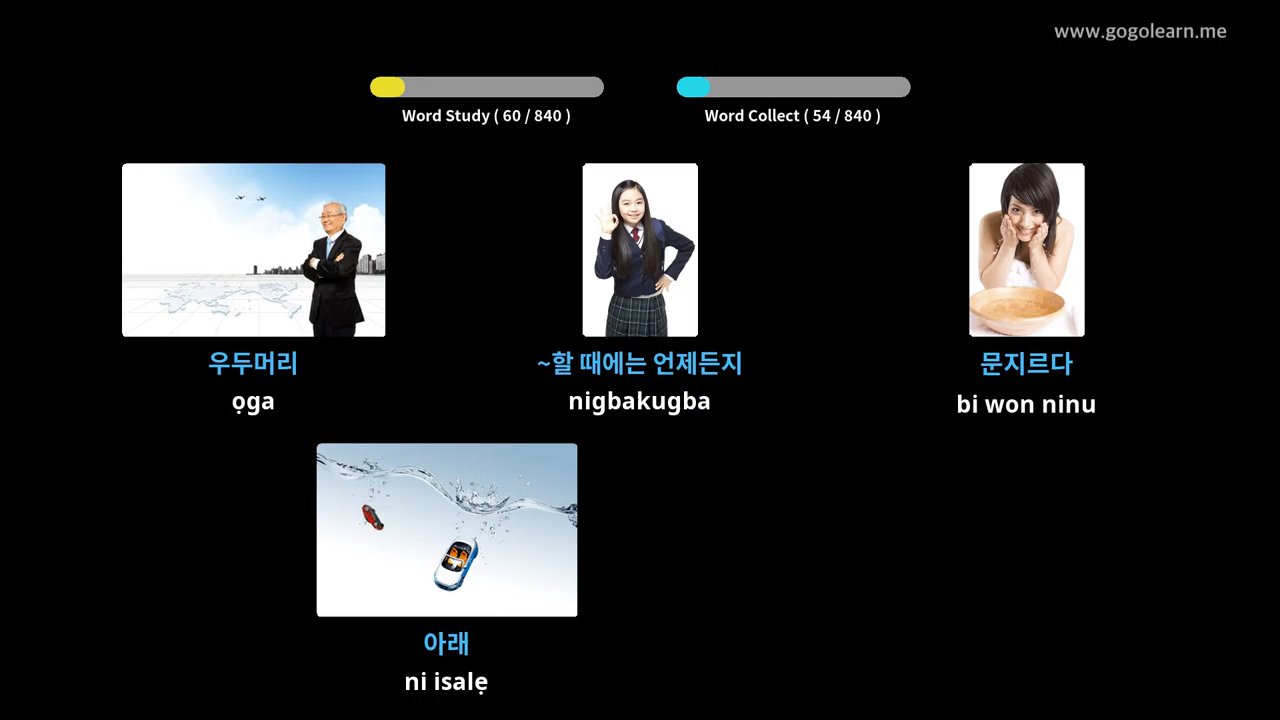 www.gogolearn.me
Word Study ( 60 / 840 )
Word Collect ( 54 / 840 )
우두머리
ọga
~할 때에는 언제든지
nigbakugba
문지르다
bi won ninu
아래
ni isalẹ